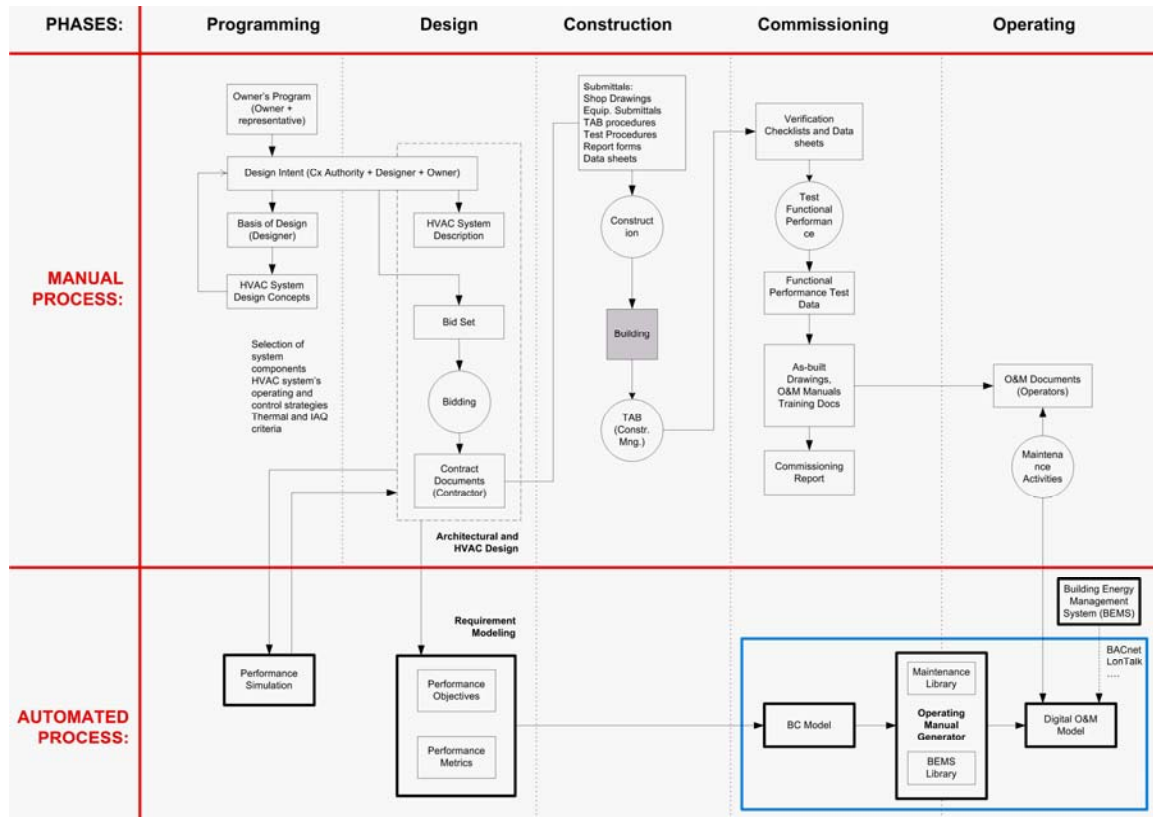 PHASES:
Programming
Design
Construction
Commissioning
Operating
MANUAL
PROCESS:
Owner's Program
(Owner +
representative)
Design Intent (Cx Authority + Designer + Owner)
Basis of Design
(Designer)
HVAC System
Design Concepts
Selection of
system
components
HVAC system's
operating and
control strategies
Thermal and IAQ
criteria
HVAC System
Description
Bid Set
Bidding
Contract
Documents
(Contractor)
Architectural and
HVAC Design
Submittals:
Shop Drawings
Equip. Submittals
TAB procedures
Test Procedures
Report forms
Data sheets
Construct
ion
Building
TAB
(Constr.
Mng.)
Verification
Checklists and Data
sheets
Test
Functional
Performan
ce
Functional
Performance Test
Data
As-built
Drawings,
O&M Manuals
Training Docs
Commissioning
Report
O&M Documents
(Operators)
Maintena
nce
Activities
AUTOMATED
PROCESS:
Performance
Simulation
Requirement
Modeling
Performance
Objectives
Performance
Metrics
BC Model
Maintenance
Library
Operating
Manual
Generator
BEMS
Library
Building Energy
Management
System (BEMS)
BACnet
LonTalk
....
Digital O&M
Model